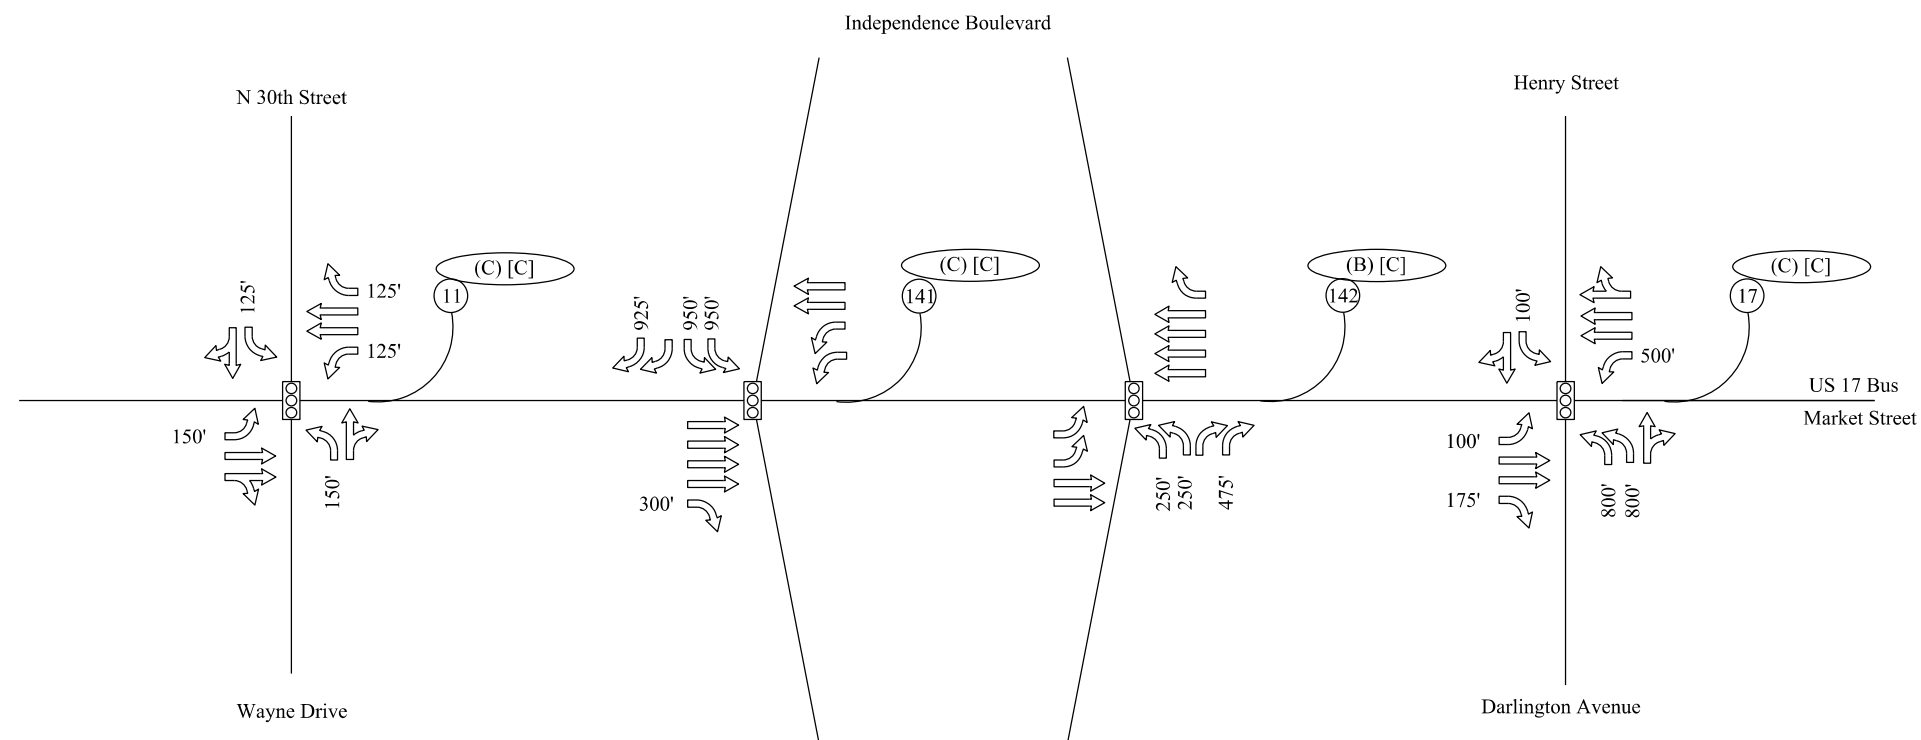 Independence Boulevard
N 30th Street
Henry Street
(C) [C]
(C) [C]
(B) [C]
(C) [C]
11
141
142
17
125'
125'
125'
925'
950'
950'
100'
500'
150'
150'
300'
250'
250'
475'
100'
175'
800'
800'
US 17 Bus
Market Street
Wayne Drive
Darlington Avenue